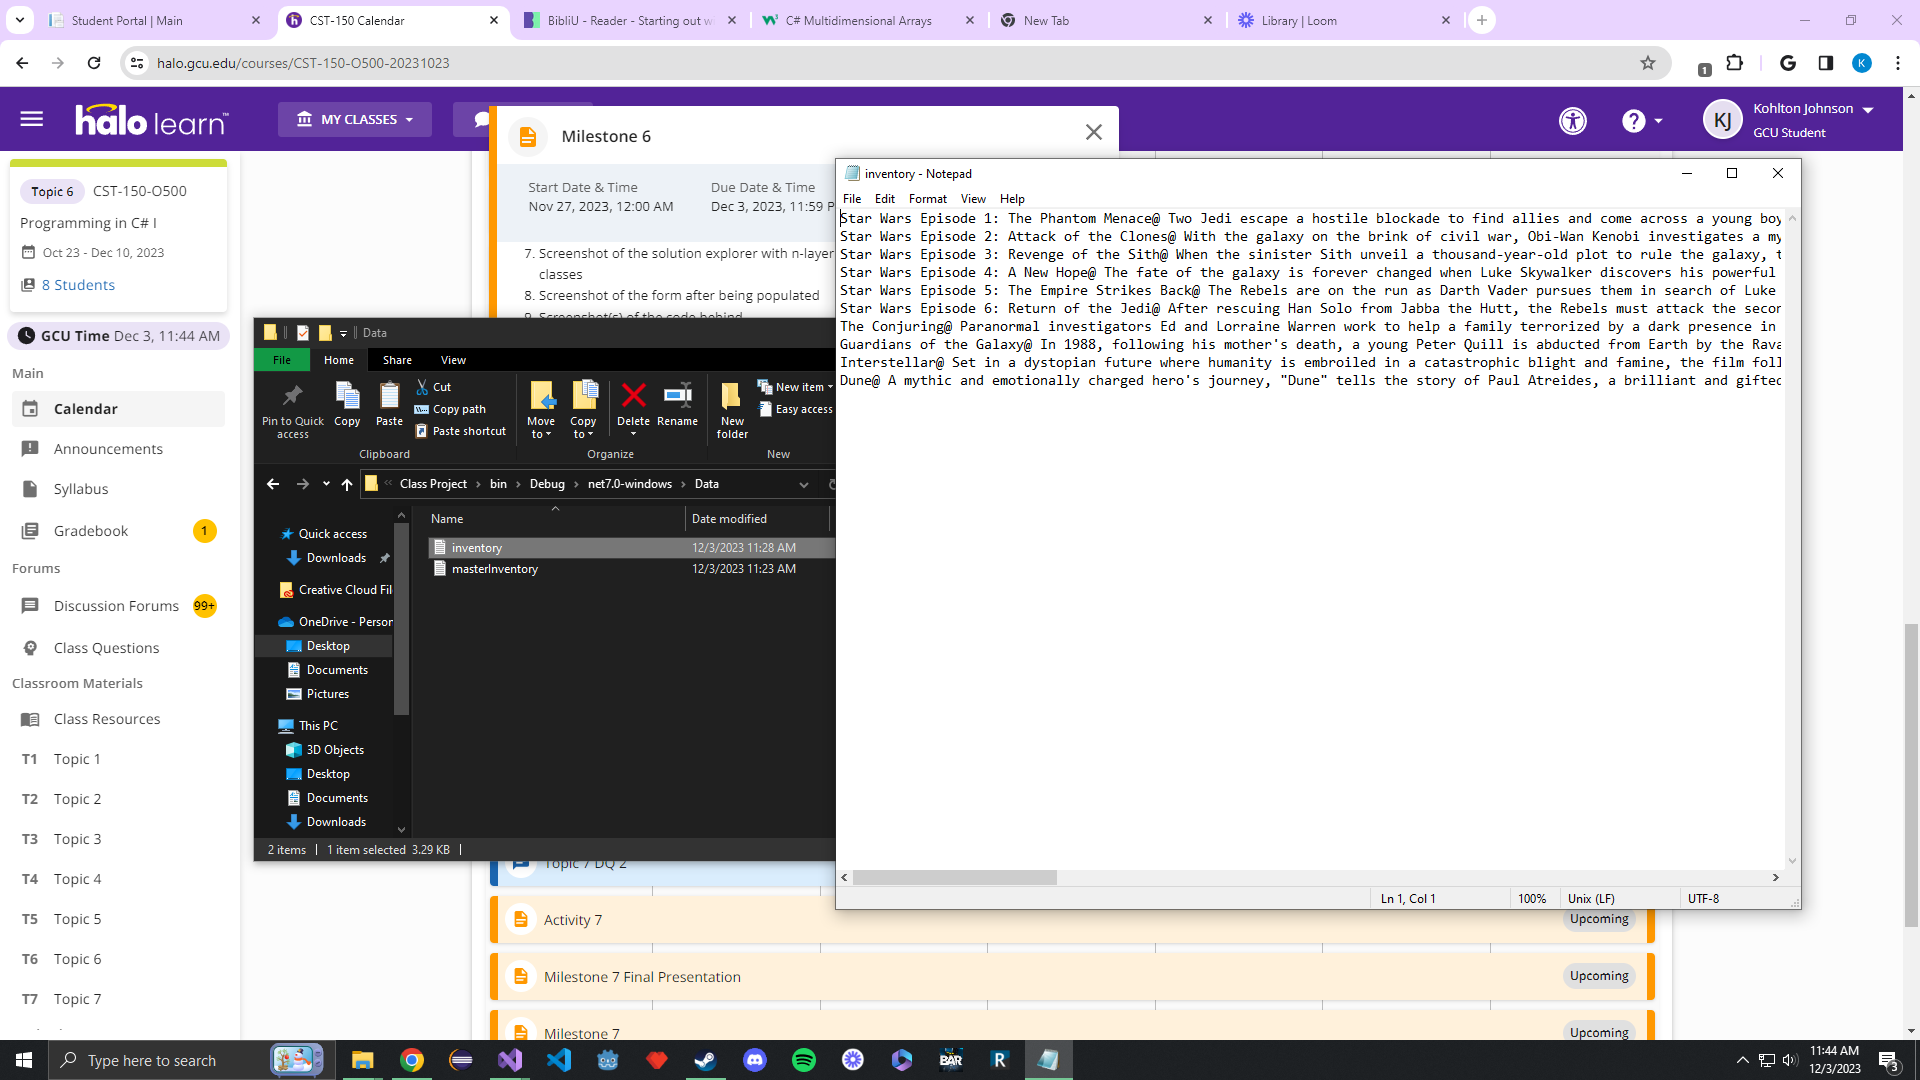 Student Portal | Main
CST-150 Calendar
BibliU - Reader - Starting out w
C# Multidimensional Arrays
New Tab
Library | Loom
halo.gcu.edu/courses/CST-150-O500-20231023
1
K
halo learn
MY CLASSES
KJ
Kohlton Johnson
GCU Student
Topic 6 CST-150-O500
Programming in C# I
Oct 23 - Dec 10, 2023
8 Students
GCU Time Dec 3, 11:44 AM
Main
Calendar
Announcements
Syllabus
Gradebook 1
Forums
Discussion Forums 99+
Class Questions
Classroom Materials
Class Resources
T1 Topic 1
T2 Topic 2
T3 Topic 3
T4 Topic 4
T5 Topic 5
T6 Topic 6
T7 Topic 7
Milestone 6
Start Date & Time Due Date & Time
Nov 27, 2023, 12:00 AM Dec 3, 2023, 11:59 P
7. Screenshot of the solution explorer with n-layer
classes
8. Screenshot of the form after being populated
9. Screenshot(s) of the code behind
Data
File Home Share View
Pin to Quick access
Copy
Paste
Cut
Copy path
Paste shortcut
Clipboard
Move to
Copy to
Delete
Rename
Organize
New folder
New item
Easy access
New
Class Project › bin › Debug › net7.0-windows › Data
Quick access
Downloads
Creative Cloud Fil
OneDrive - Person
Desktop
Documents
Pictures
This PC
3D Objects
Desktop
Documents
Downloads
Name Date modified
inventory 12/3/2023 11:28 AM
masterInventory 12/3/2023 11:23 AM
2 items 1 item selected 3.29 KB
inventory - Notepad
File Edit Format View Help
Star Wars Episode 1: The Phantom Menace@ Two Jedi escape a hostile blockade to find allies and come across a young boy
Star Wars Episode 2: Attack of the Clones@ With the galaxy on the brink of civil war, Obi-Wan Kenobi investigates a my
Star Wars Episode 3: Revenge of the Sith@ When the sinister Sith unveil a thousand-year-old plot to rule the galaxy, t
Star Wars Episode 4: A New Hope@ The fate of the galaxy is forever changed when Luke Skywalker discovers his powerful
Star Wars Episode 5: The Empire Strikes Back@ The Rebels are on the run as Darth Vader pursues them in search of Luke
Star Wars Episode 6: Return of the Jedi@ After rescuing Han Solo from Jabba the Hutt, the Rebels must attack the secon
The Conjuring@ Paranormal investigators Ed and Lorraine Warren work to help a family terrorized by a dark presence in
Guardians of the Galaxy@ In 1988, following his mother's death, a young Peter Quill is abducted from Earth by the Rava
Interstellar@ Set in a dystopian future where humanity is embroiled in a catastrophic blight and famine, the film foll
Dune@ A mythic and emotionally charged hero's journey, "Dune" tells the story of Paul Atreides, a brilliant and gifted
Ln 1, Col 1 100% Unix (LF) UTF-8
Topic 7 DQ 2
Activity 7 Upcoming
Milestone 7 Final Presentation Upcoming
Milestone 7 Upcoming
Type here to search
BAR
R
11:44 AM
12/3/2023
3